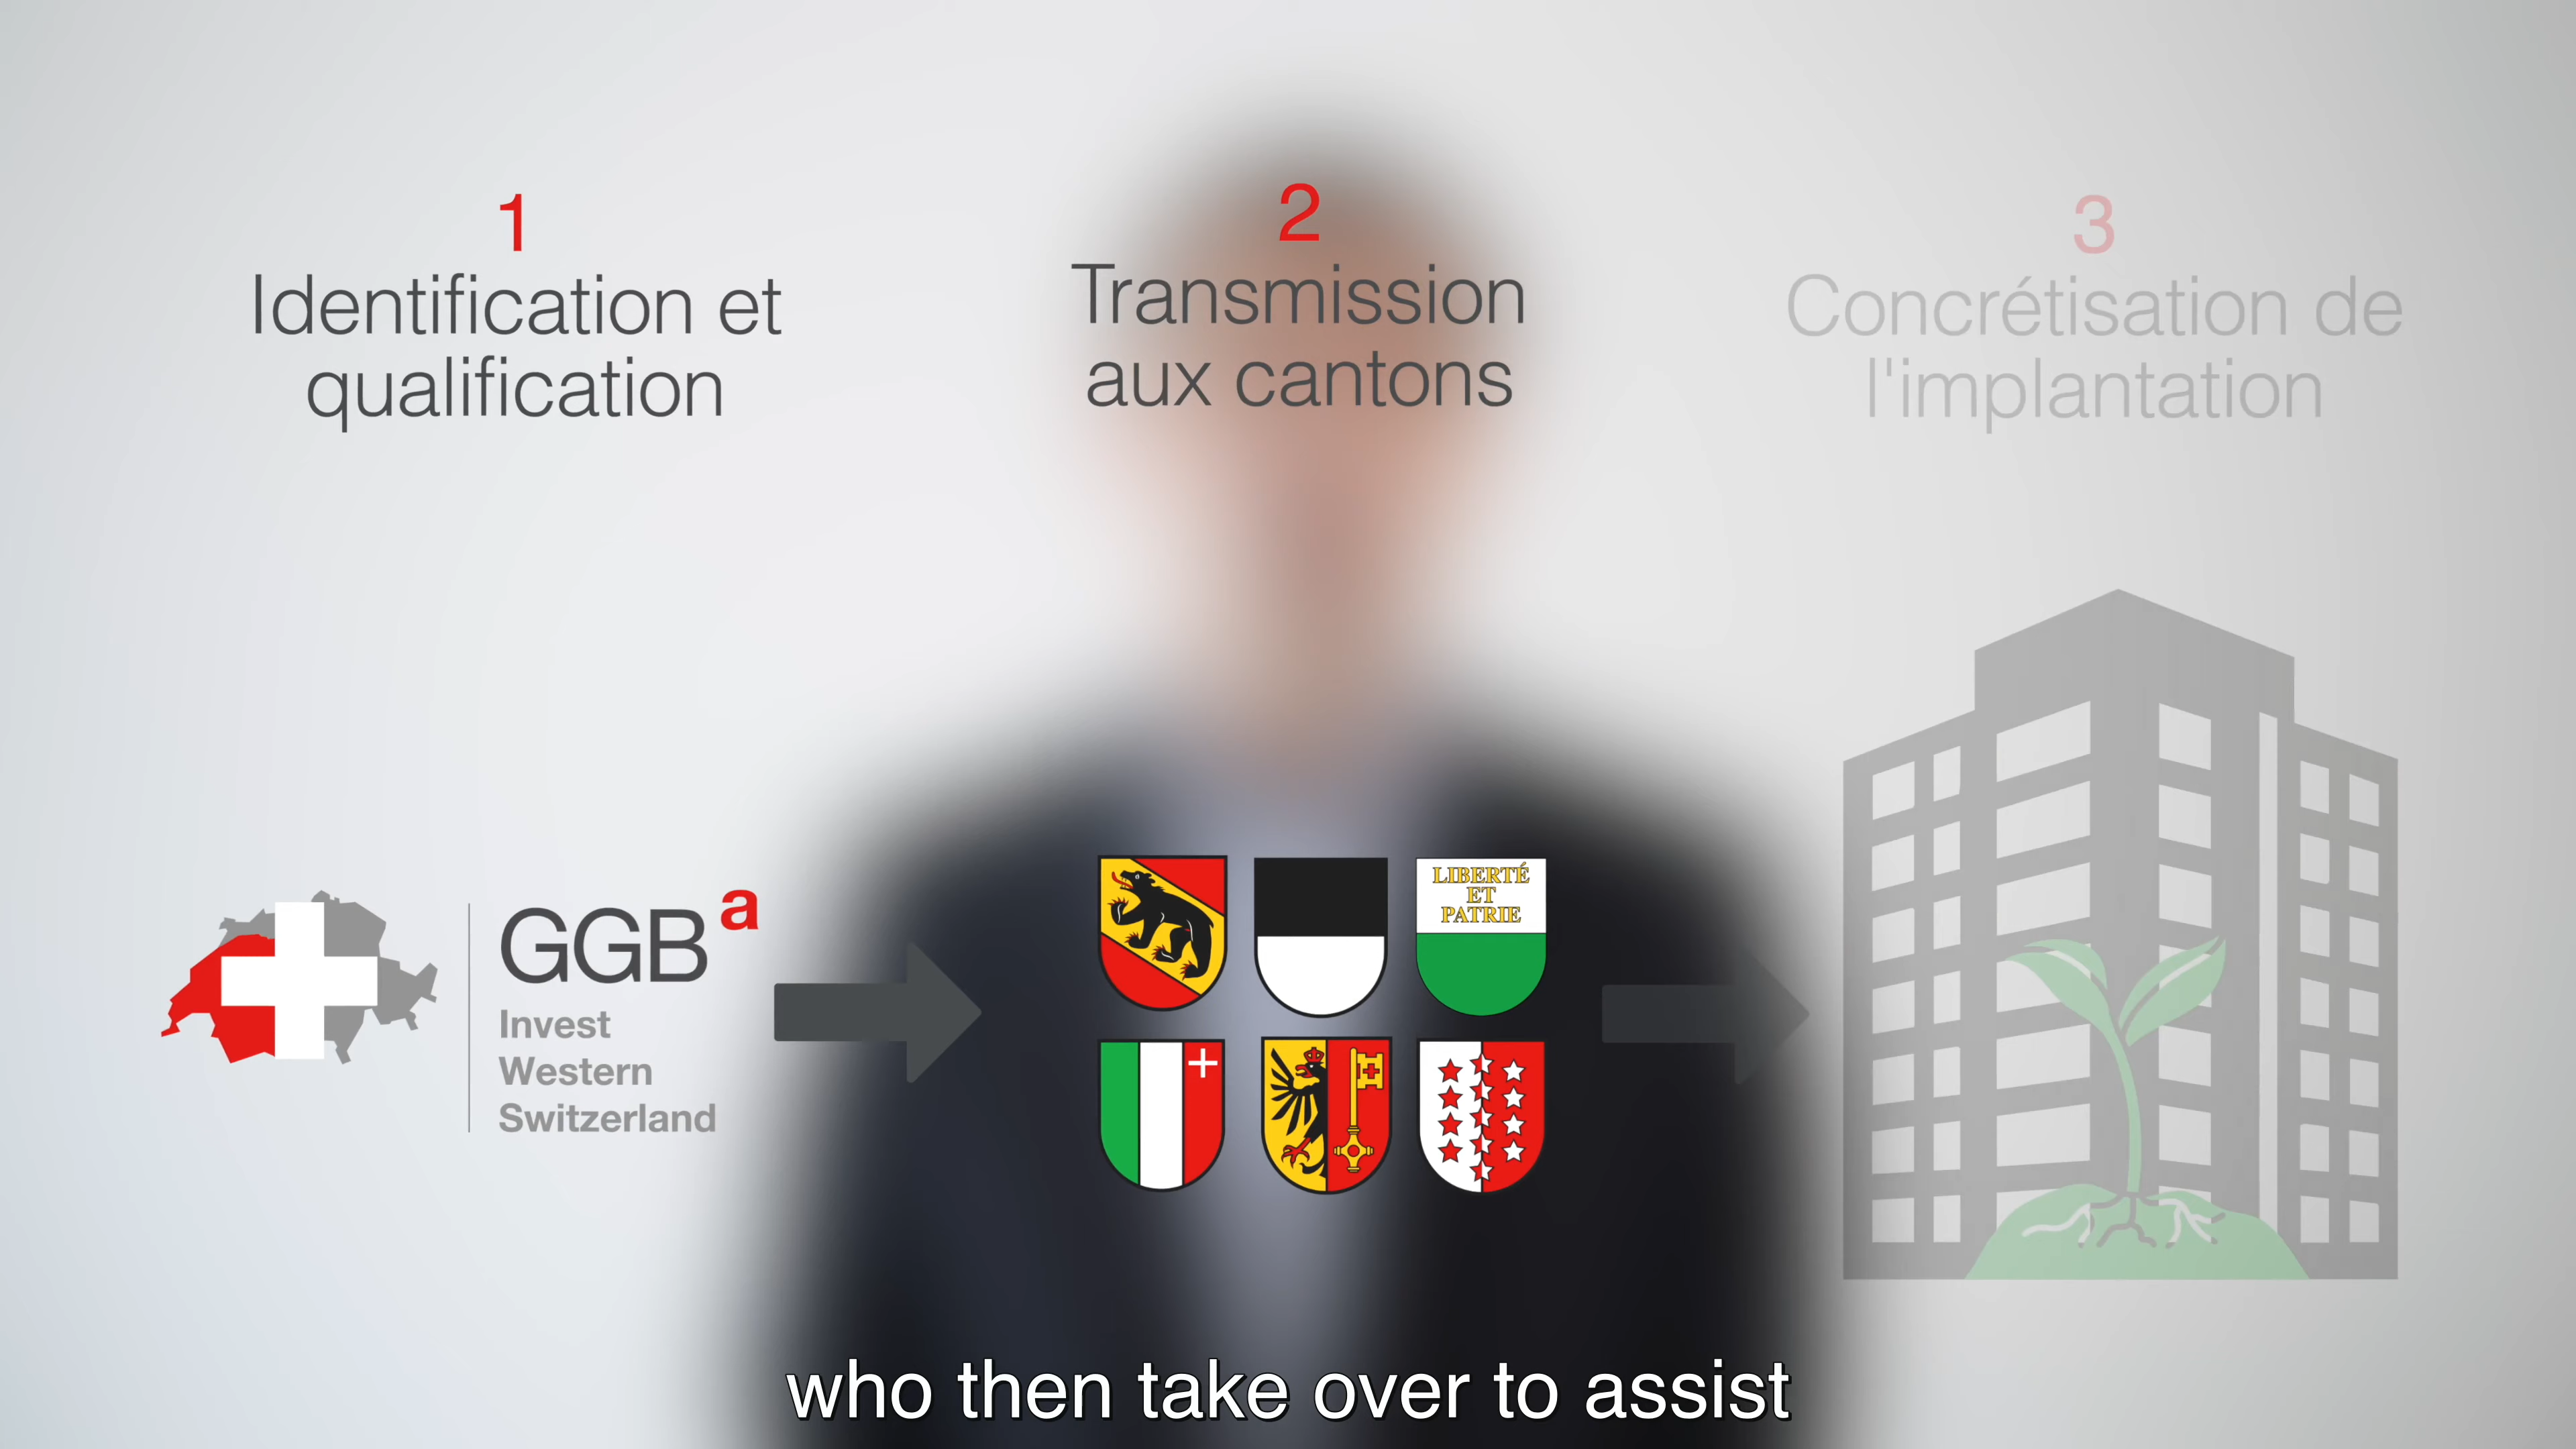 1
Identification et
qualification
2
Transmission
aux cantons
3
Concrétisation de
l'implantation
GGBa
Invest
Western
Switzerland
LIBERTÉ
ET
PATRIE
who then take over to assist